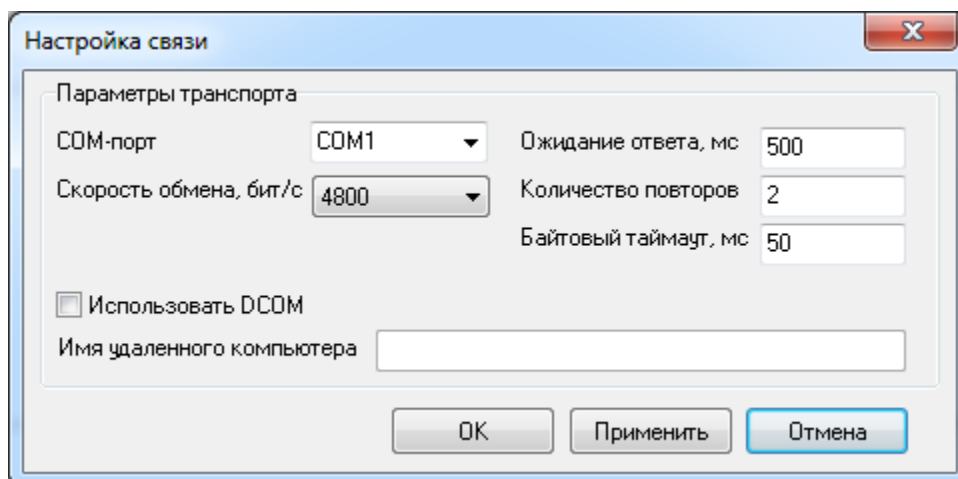 Настройка связи
Параметры транспорта
COM-порт
COM1
Ожидание ответа, мс
500
Скорость обмена, бит/с
4800
Количество повторов
2
Байтовый таймаут, мс
50
Использовать DCOM
Имя удаленного компьютера
OK
Применить
Отмена